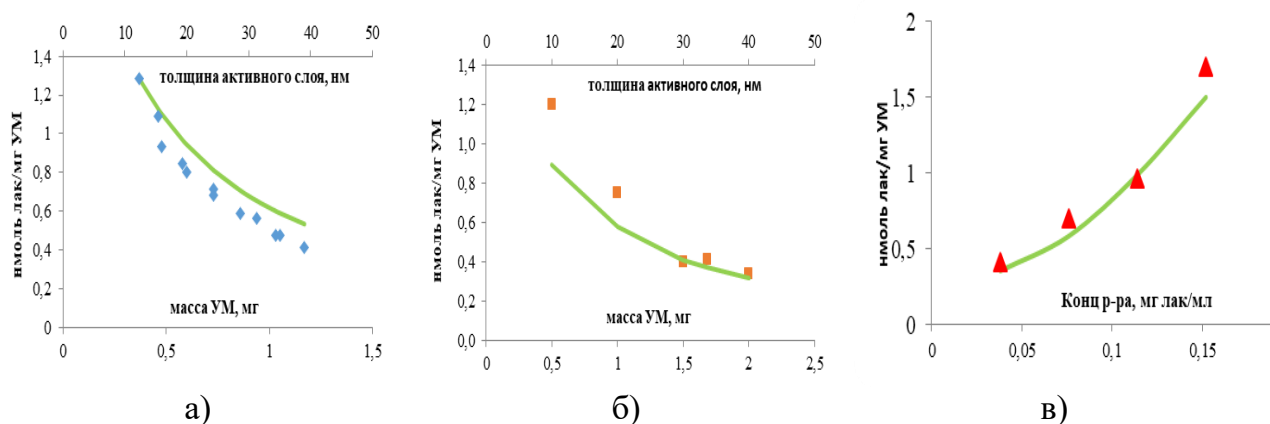 0 10 20 30 40 50
толщина активного слоя, нм
нмоль лак/мг УМ
1,4
1,2
1
0,8
0,6
0,4
0,2
0
масса УМ, мг
0 0,5 1 1,5
а)
0 10 20 30 40 50
толщина активного слоя, нм
нмоль лак/мг УМ
1,4
1,2
1,0
0,8
0,6
0,4
0,2
0,0
масса УМ, мг
0 0,5 1 1,5 2 2,5
б)
нмоль лак/мг УМ
2
1,5
1
0,5
0
Конц р-ра, мг лак/мл
0 0,05 0,1 0,15
в)